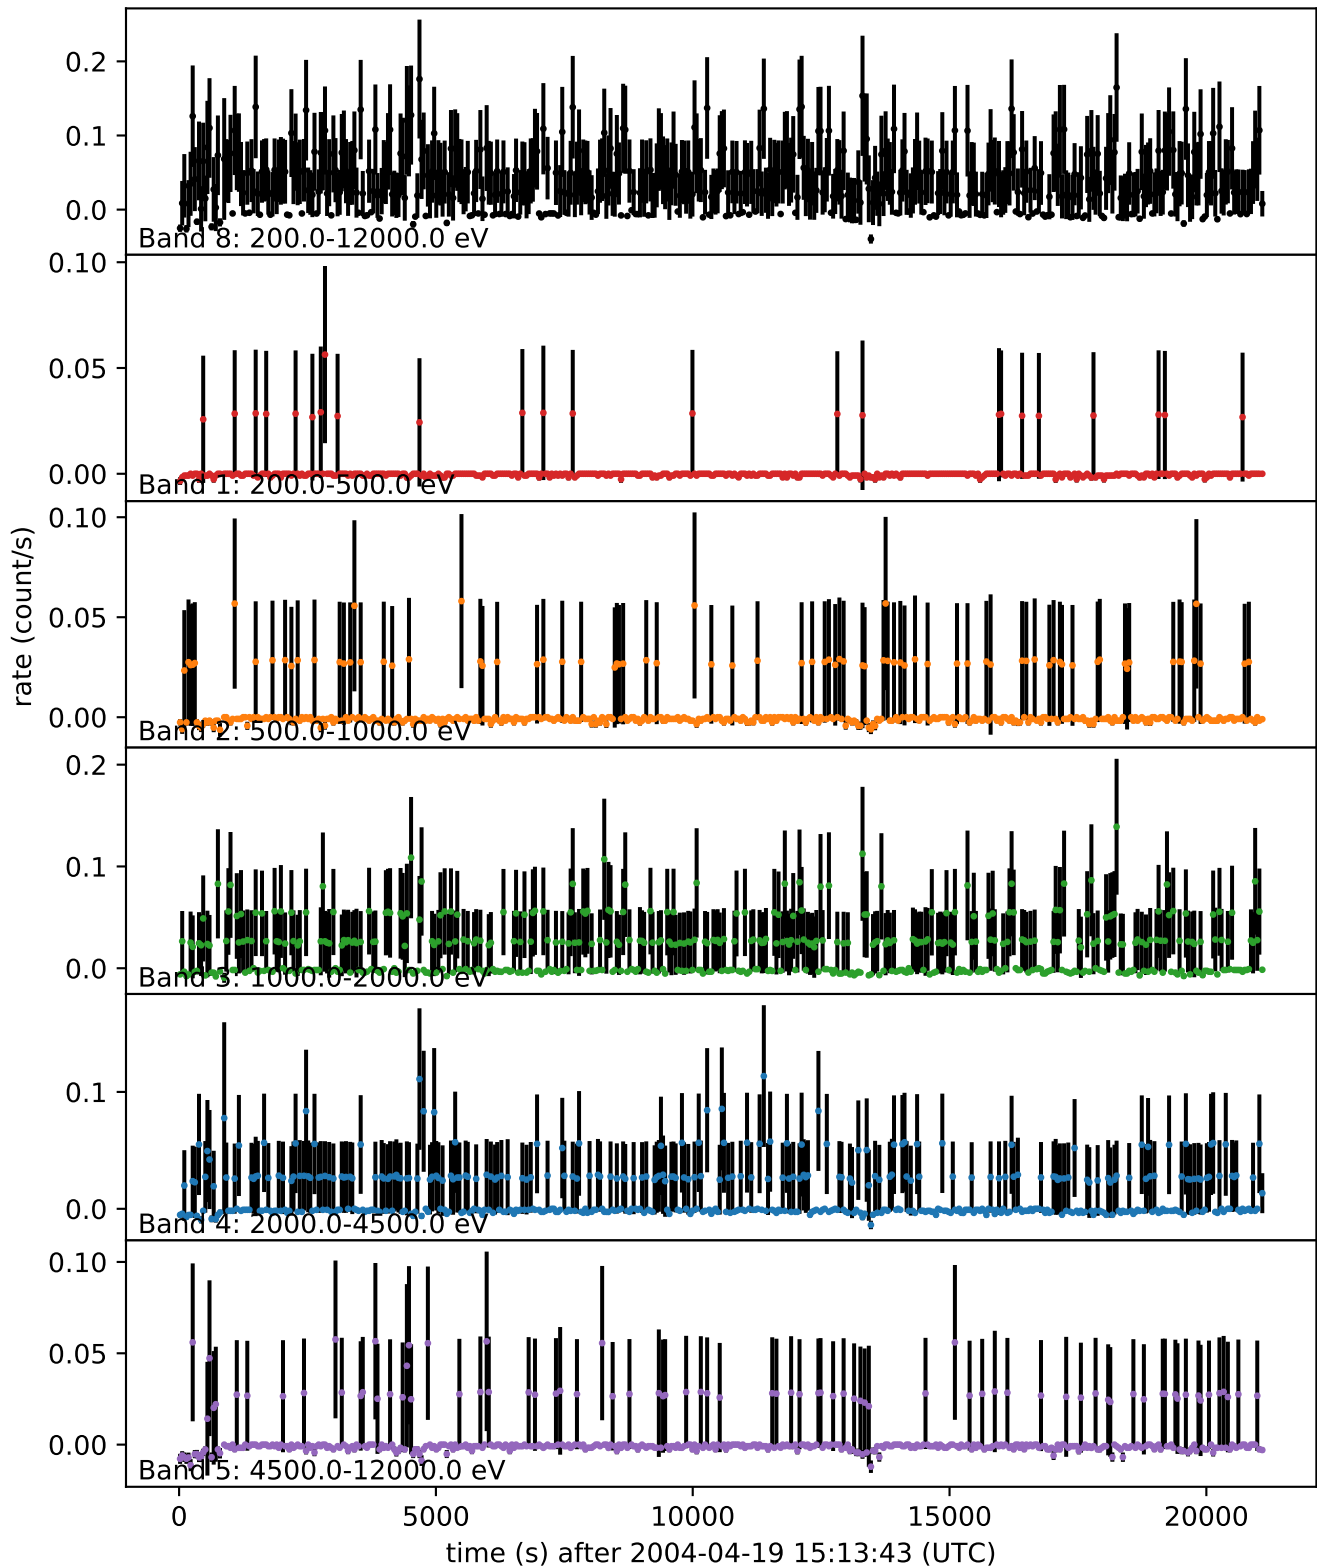 0.2
0.1
0.0
Band 8: 200.0-12000.0 eV
0.10
0.05
0.00
Band 1: 200.0-500.0 eV
0.10
0.05
0.00
Band 2: 500.0-1000.0 eV
rate (count/s)
0.2
0.1
0.0
Band 3: 1000.0-2000.0 eV
0.1
0.0
Band 4: 2000.0-4500.0 eV
0.10
0.05
0.00
Band 5: 4500.0-12000.0 eV
0 5000 10000 15000 20000
time (s) after 2004-04-19 15:13:43 (UTC)